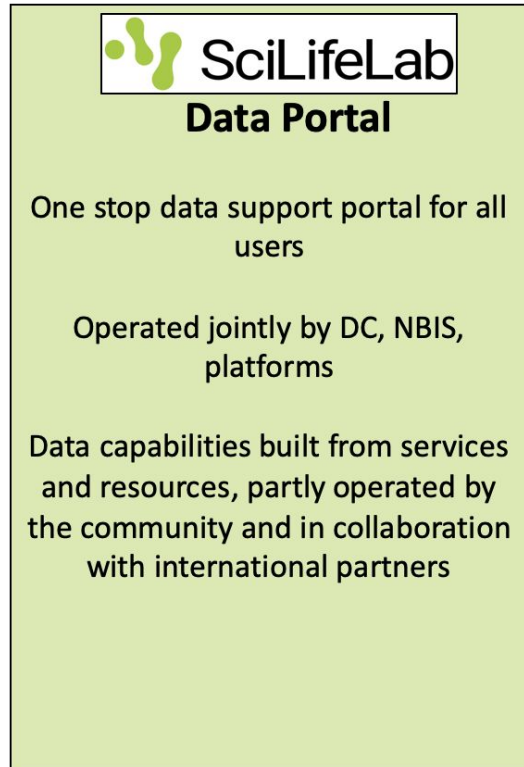 SciLifeLab
Data Portal
One stop data support portal for all
users
Operated jointly by DC, NBIS,
platforms
Data capabilities built from services
and resources, partly operated by
the community and in collaboration
with international partners